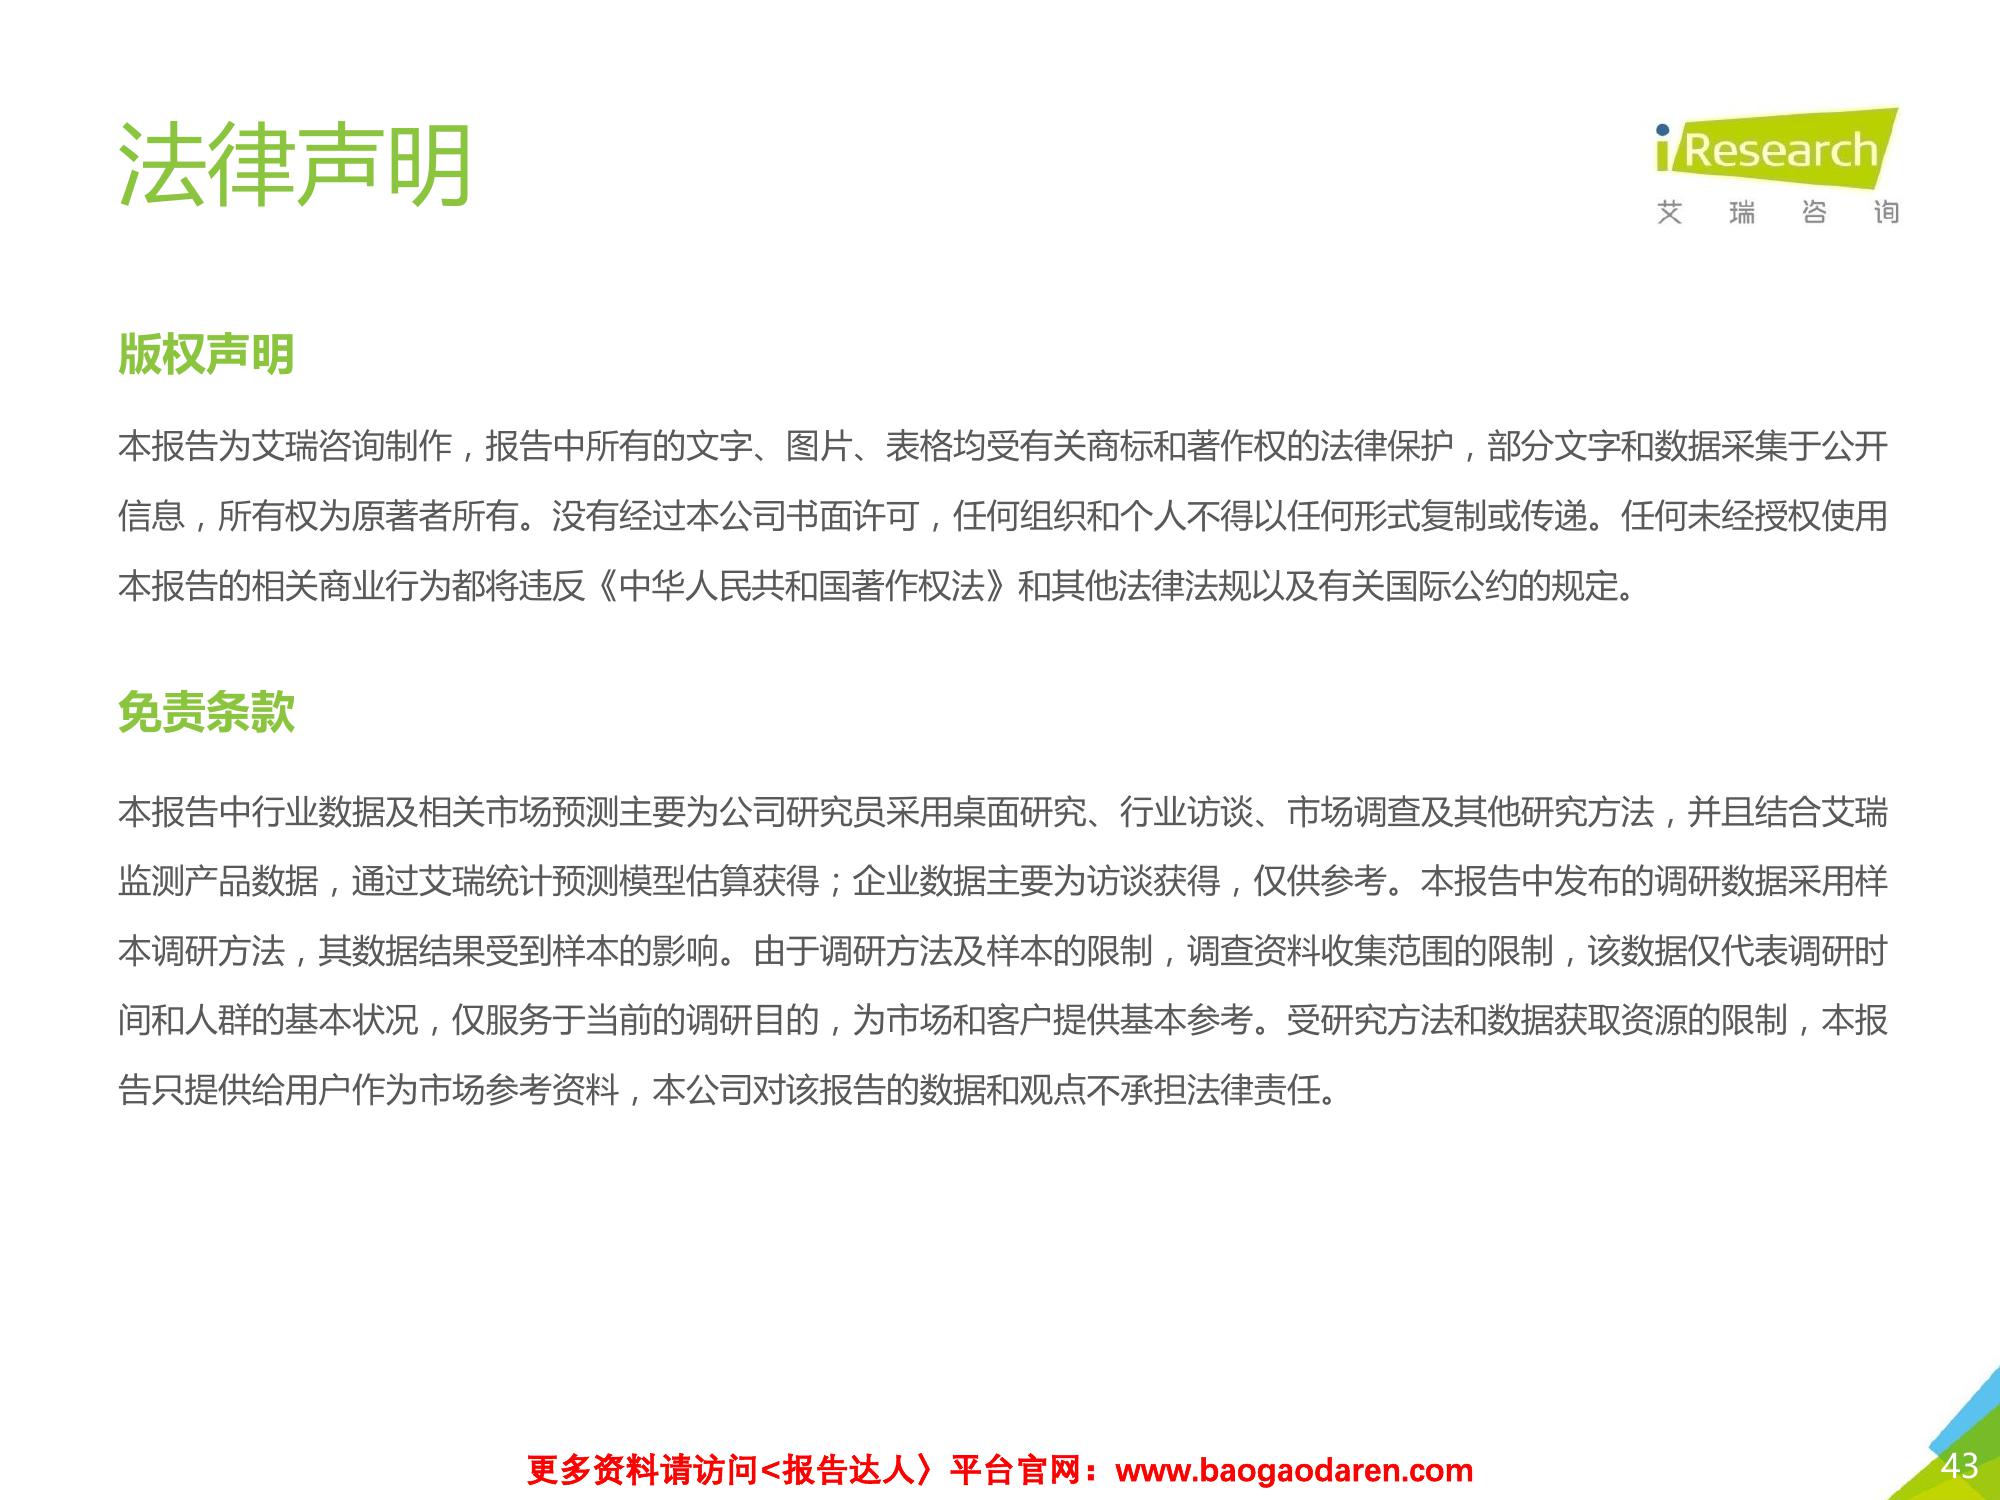 法律声明
iResearch
艾瑞咨询
版权声明
本报告为艾瑞咨询制作，报告中所有的文字、图片、表格均受有关商标和著作权的法律保护，部分文字和数据采集于公开
信息，所有权为原著者所有。没有经过本公司书面许可，任何组织和个人不得以任何形式复制或传递。任何未经授权使用
本报告的相关商业行为都将违反《中华人民共和国著作权法》和其他法律法规以及有关国际公约的规定。
免责条款
本报告中行业数据及相关市场预测主要为公司研究员采用桌面研究、行业访谈、市场调查及其他研究方法，并且结合艾瑞
监测产品数据，通过艾瑞统计预测模型估算获得；企业数据主要为访谈获得，仅供参考。本报告中发布的调研数据采用样
本调研方法，其数据结果受到样本的影响。由于调研方法及样本的限制，调查资料收集范围的限制，该数据仅代表调研时
间和人群的基本状况，仅服务于当前的调研目的，为市场和客户提供基本参考。受研究方法和数据获取资源的限制，本报
告只提供给用户作为市场参考资料，本公司对该报告的数据和观点不承担法律责任。
更多资料请访问<报告达人〉平台官网：www.baogaodaren.com
43